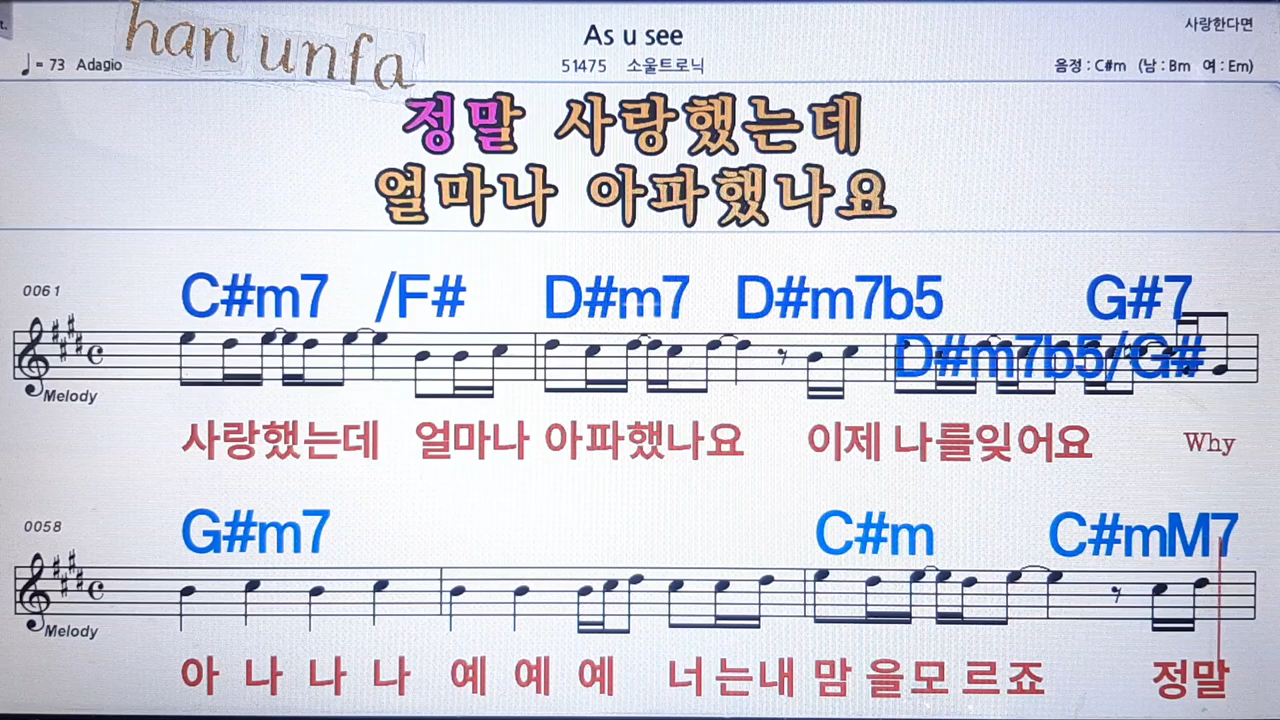 t.
han unfa
As u see
사랑한다면
♩= 73 Adagio
51475 소울트로닉
음정 : C#m (남 : Bm 여 : Em)
정말 사랑했는데
얼마나 아파했나요
0061
C#m7 /F# D#m7 D#m7b5 G#7
D#m7b5/G#
Melody
사랑했는데 얼마나 아파했나요 이제 나를잊어요 Why
0058
G#m7 C#m C#mM7
Melody
아 나 나 나 예 예 예 너는내 맘 을모 르죠 정말